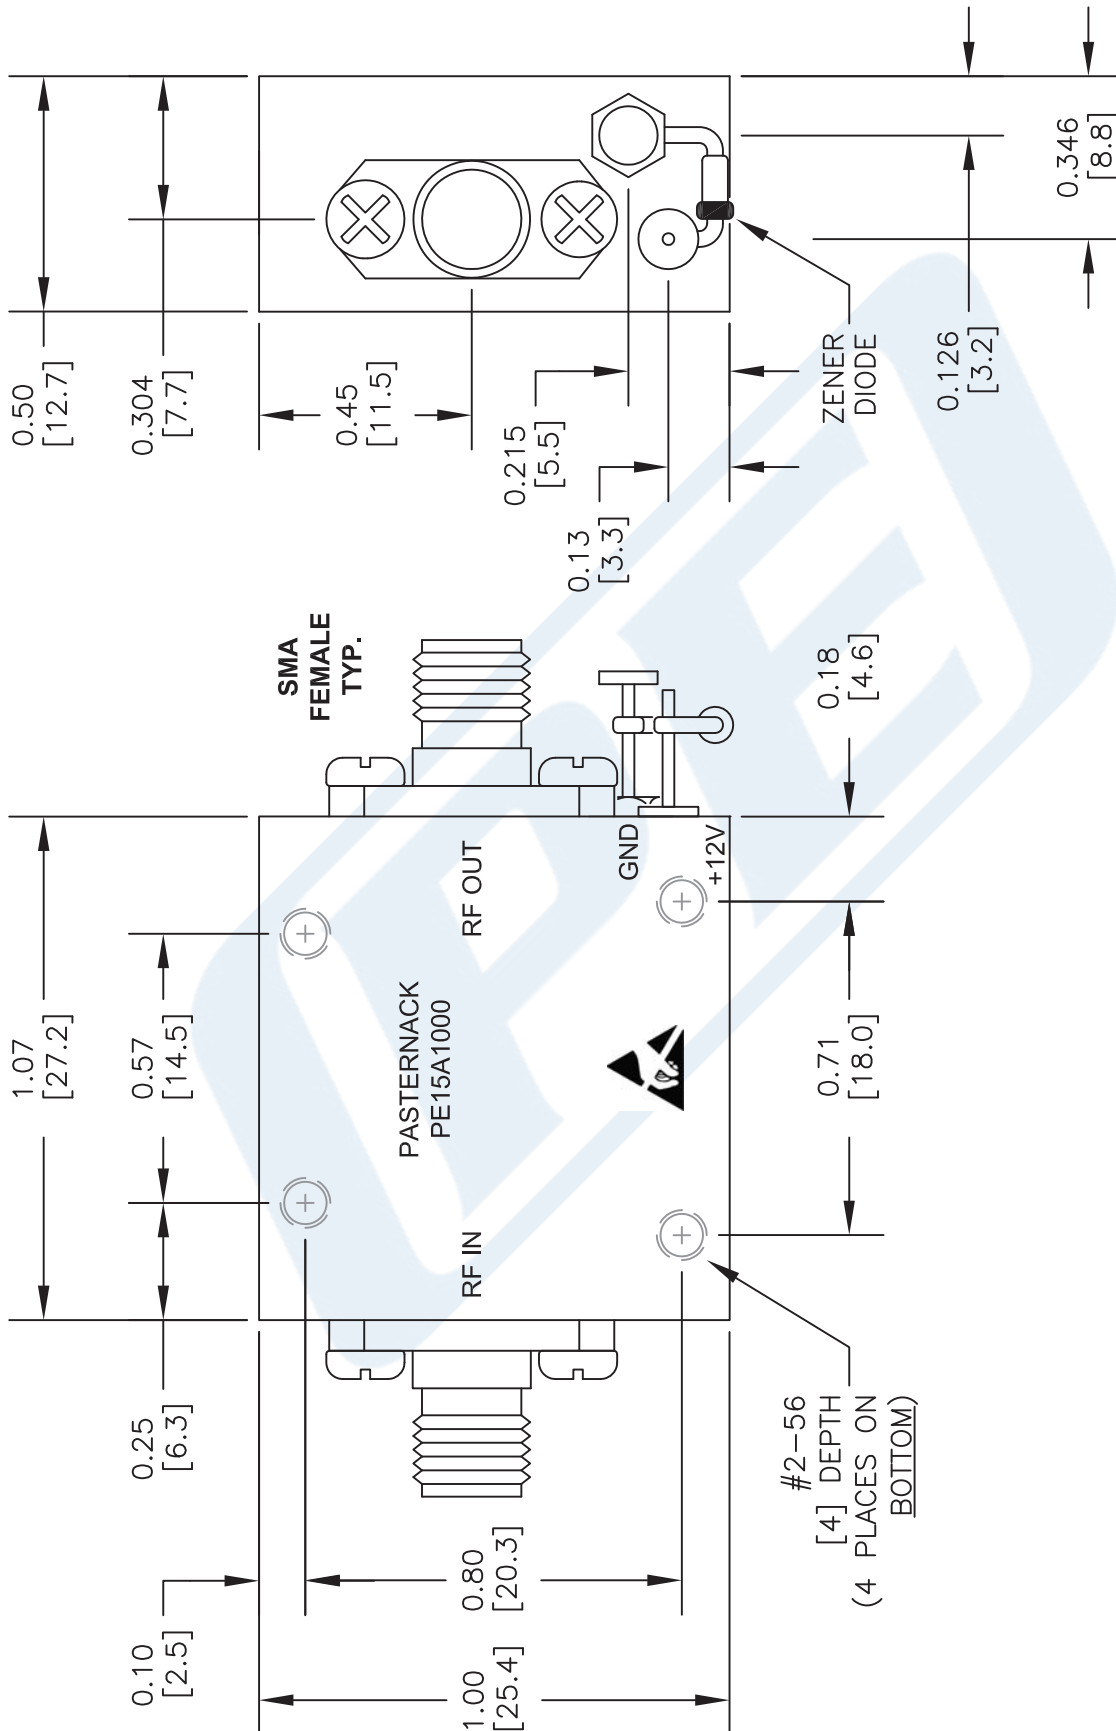 1.00
[25.4]
0.10
[2.5]
0.80
[20.3]
0.25
[6.3]
1.07
[27.2]
0.57
[14.5]
SMA
FEMALE
TYP.
PASTERNACK
PE15A1000
RF IN
RF OUT
GND
+12V
#2-56
[4] DEPTH
(4 PLACES ON
BOTTOM)
0.71
[18.0]
0.18
[4.6]
0.50
[12.7]
0.304
[7.7]
0.45
[11.5]
0.215
[5.5]
0.13
[3.3]
ZENER
DIODE
0.126
[3.2]
0.346
[8.8]
PE